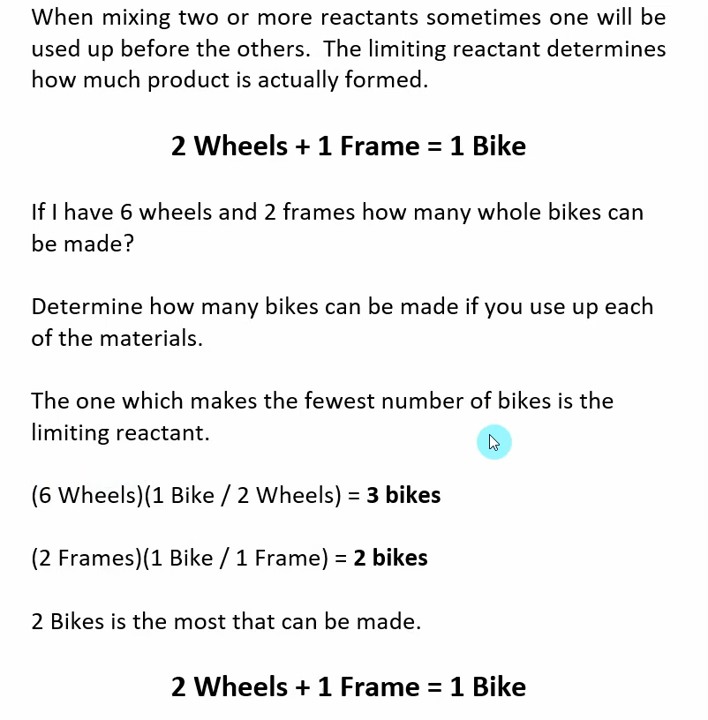 When mixing two or more reactants sometimes one will be
used up before the others. The limiting reactant determines
how much product is actually formed.
2 Wheels + 1 Frame = 1 Bike
If I have 6 wheels and 2 frames how many whole bikes can
be made?
Determine how many bikes can be made if you use up each
of the materials.
The one which makes the fewest number of bikes is the
limiting reactant.
(6 Wheels)(1 Bike / 2 Wheels) = 3 bikes
(2 Frames)(1 Bike / 1 Frame) = 2 bikes
2 Bikes is the most that can be made.
2 Wheels + 1 Frame = 1 Bike